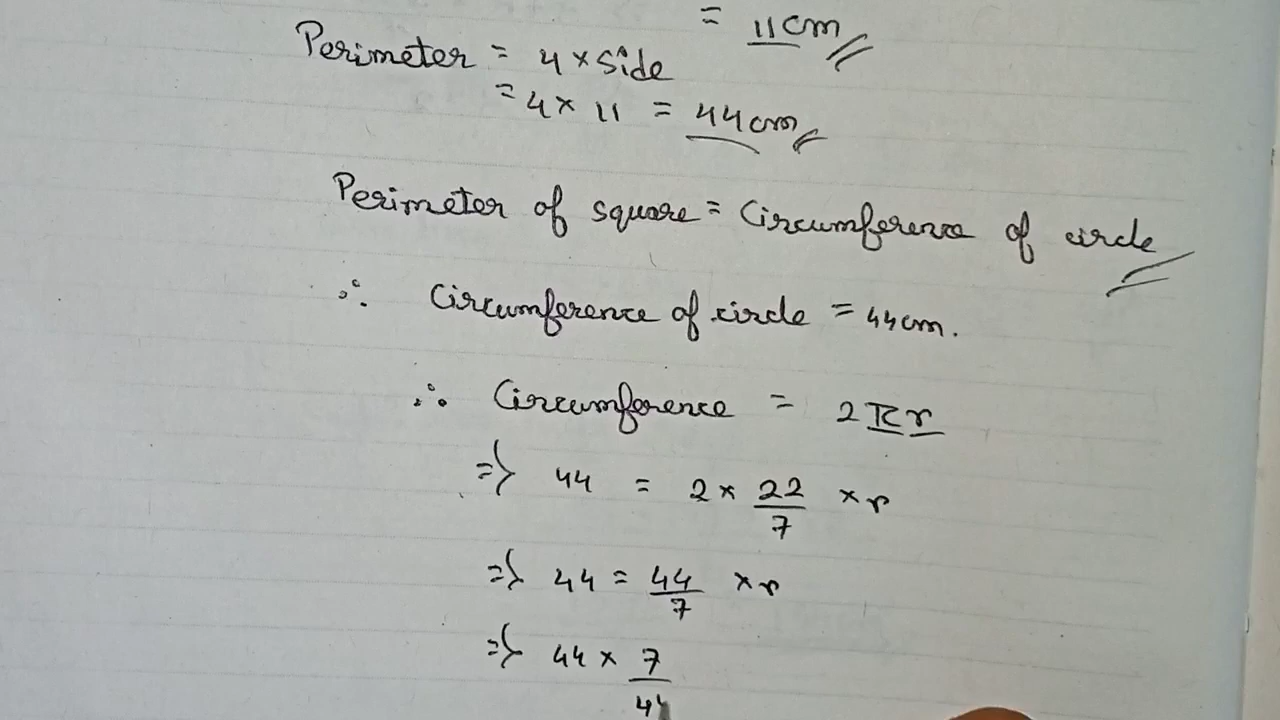 = 11cm
Perimeter = 4 × side
= 4 × 11 = 44cm
Perimeter of square = Circumference of circle
∴ Circumference of circle = 44cm.
∴ Circumference = 2πr
⇒ 44 = 2 × 22/7 × r
⇒ 44 = 44/7 × r
⇒ 44 × 7/44